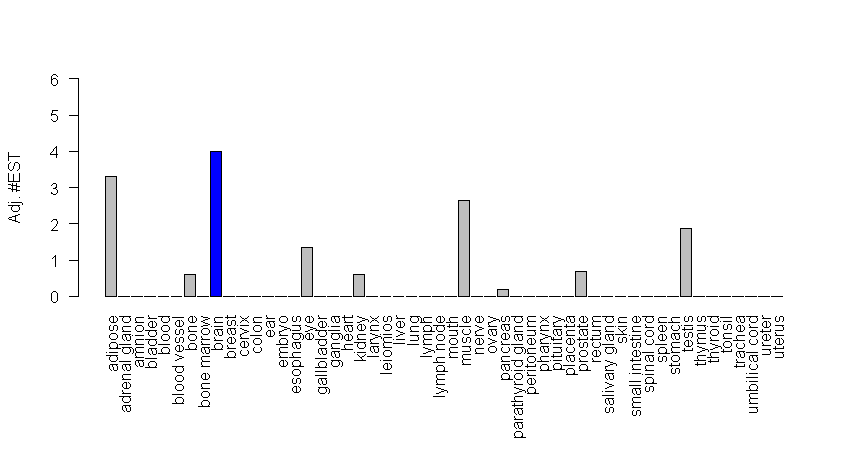 6
5
4
3
2
1
0
Adj. #EST
adipose
adrenal gland
amnion
bladder
blood
blood vessel
bone
bone marrow
brain
breast
cervix
colon
ear
embryo
esophagus
eye
gallbladder
ganglia
heart
kidney
larynx
leiomios
liver
lung
lymph
lymph node
mouth
muscle
nerve
ovary
pancreas
parathyroid gland
peritoneum
pharynx
pituitary
placenta
prostate
rectum
salivary gland
skin
small intestine
spinal cord
spleen
stomach
testis
thymus
thyroid
tonsil
trachea
umbilical cord
ureter
uterus